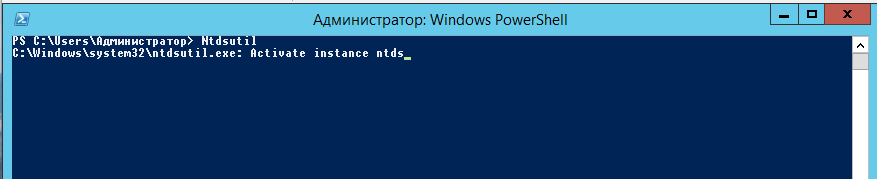 Администратор: Windows PowerShell
PS C:\Users\Администратор> Ntdsutil
C:\Windows\system32\ntdsutil.exe: Activate instance ntds